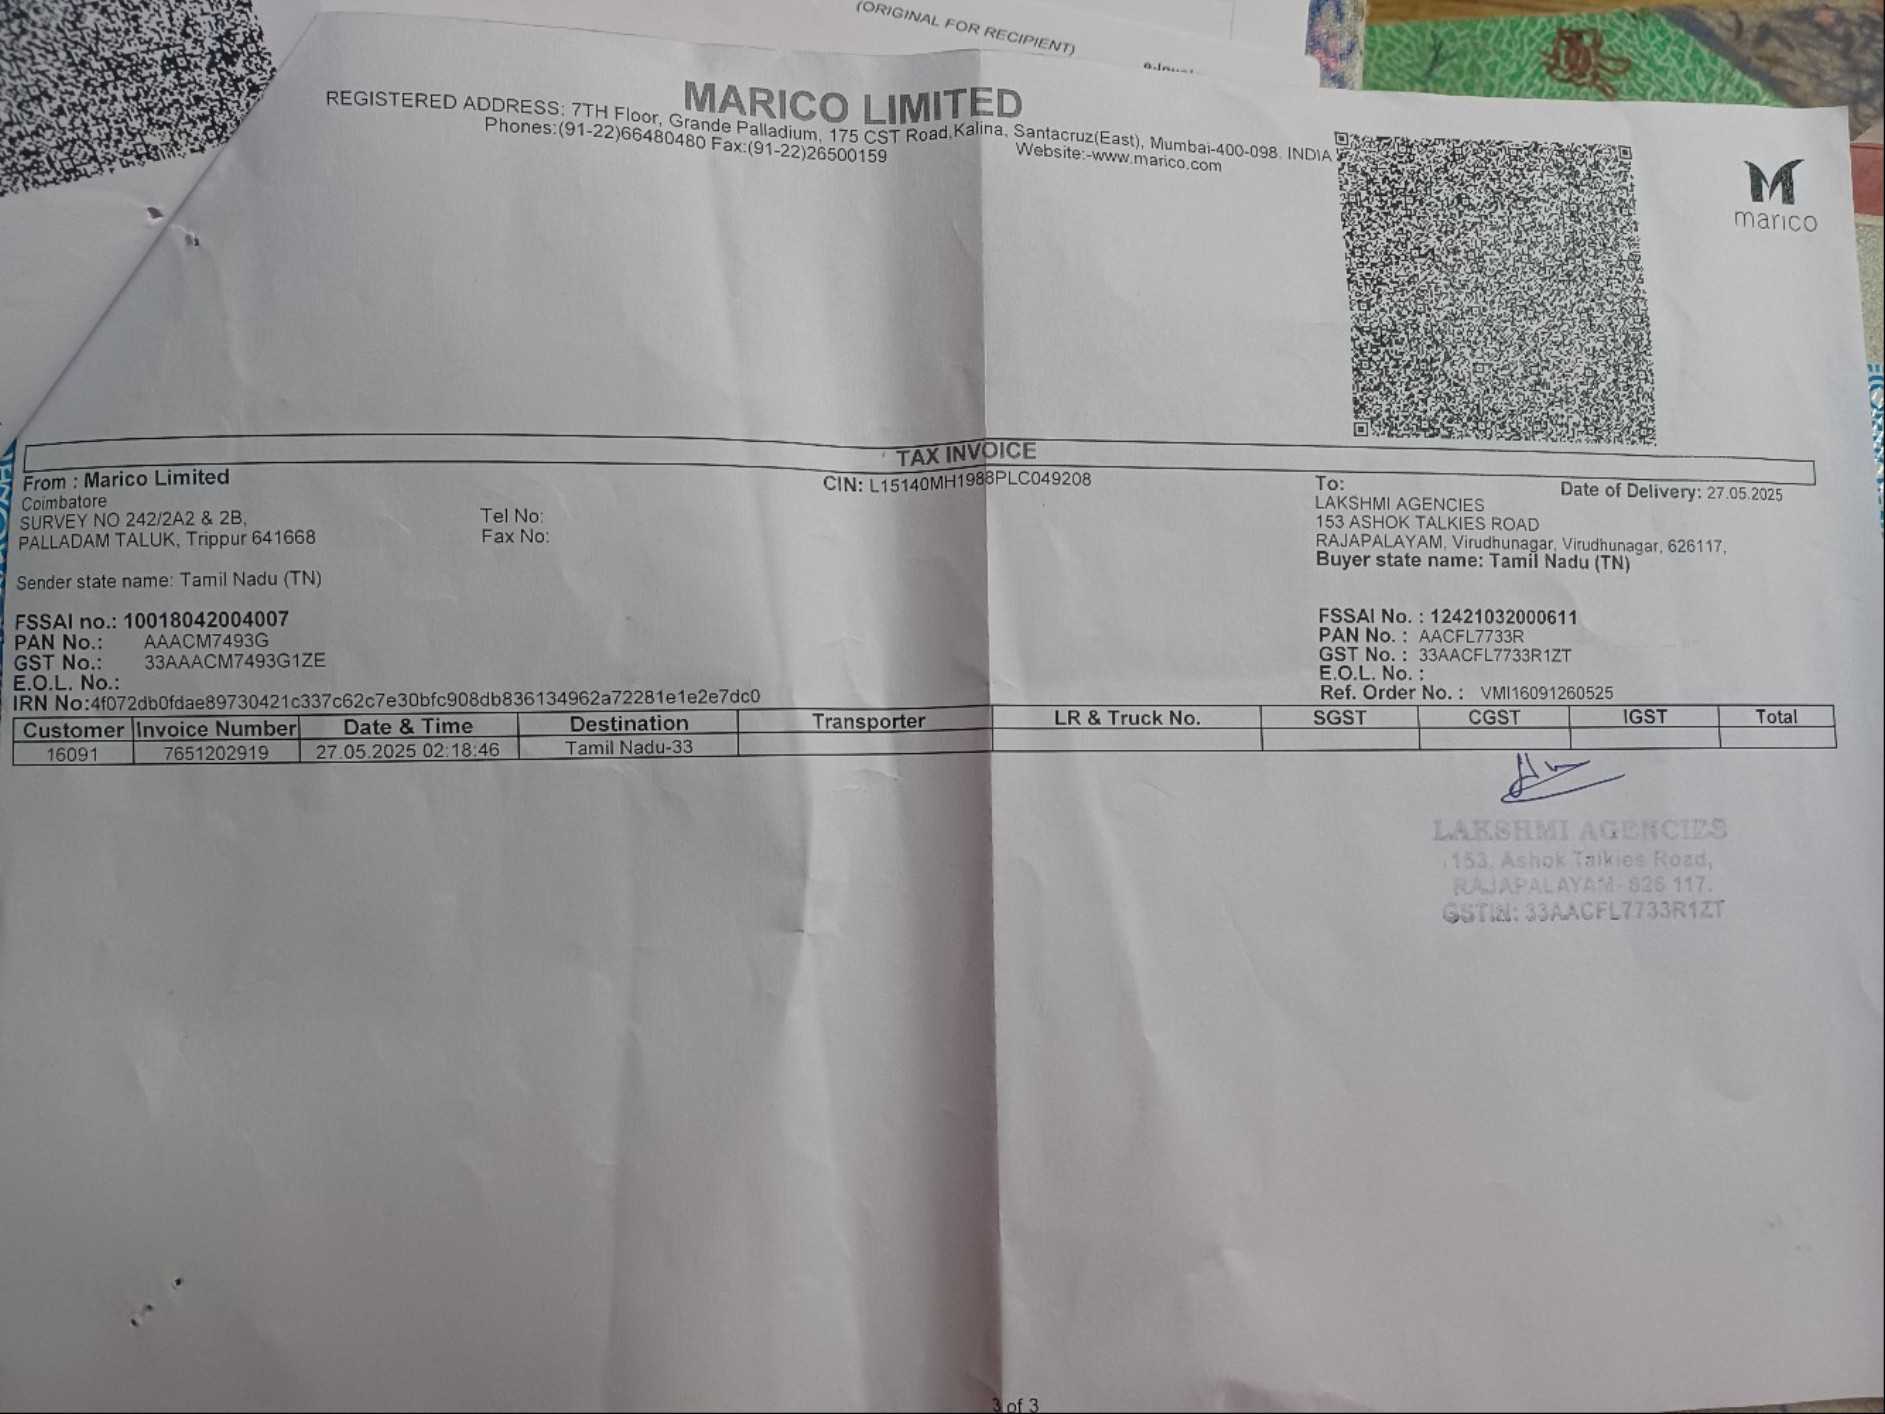 (ORIGINAL FOR RECIPIENT)
MARICO LIMITED
REGISTERED ADDRESS: 7TH Floor, Grande Palladium, 175 CST Road,Kalina, Santacruz(East), Mumbai-400-098. INDIA
Phones:(91-22)66480480 Fax:(91-22)26500159 Website:-www.marico.com
marico
TAX INVOICE
From : Marico Limited
Coimbatore
SURVEY NO 242/2A2 & 2B,
PALLADAM TALUK, Trippur 641668
Sender state name: Tamil Nadu (TN)
FSSAI no.: 10018042004007
PAN No.: AAACM7493G
GST No.: 33AAACM7493G1ZE
E.O.L. No.:
IRN No:4f072db0fdae89730421c337c62c7e30bfc908db836134962a72281e1e2e7dc0
Tel No:
Fax No:
CIN: L15140MH1988PLC049208
To: Date of Delivery: 27.05.2025
LAKSHMI AGENCIES
153 ASHOK TALKIES ROAD
RAJAPALAYAM, Virudhunagar, Virudhunagar, 626117,
Buyer state name: Tamil Nadu (TN)
FSSAI No. : 12421032000611
PAN No. : AACFL7733R
GST No. : 33AACFL7733R1ZT
E.O.L. No. :
Ref. Order No. : VMI16091260525
Customer Invoice Number Date & Time Destination Transporter LR & Truck No. SGST CGST IGST Total
16091 7651202919 27.05.2025 02:18:46 Tamil Nadu-33
LAKSHMI AGENCIES
153, Ashok Talkies Road,
RAJAPALAYAM- 626 117.
GSTIN: 33AACFL7733R1ZT
3 of 3